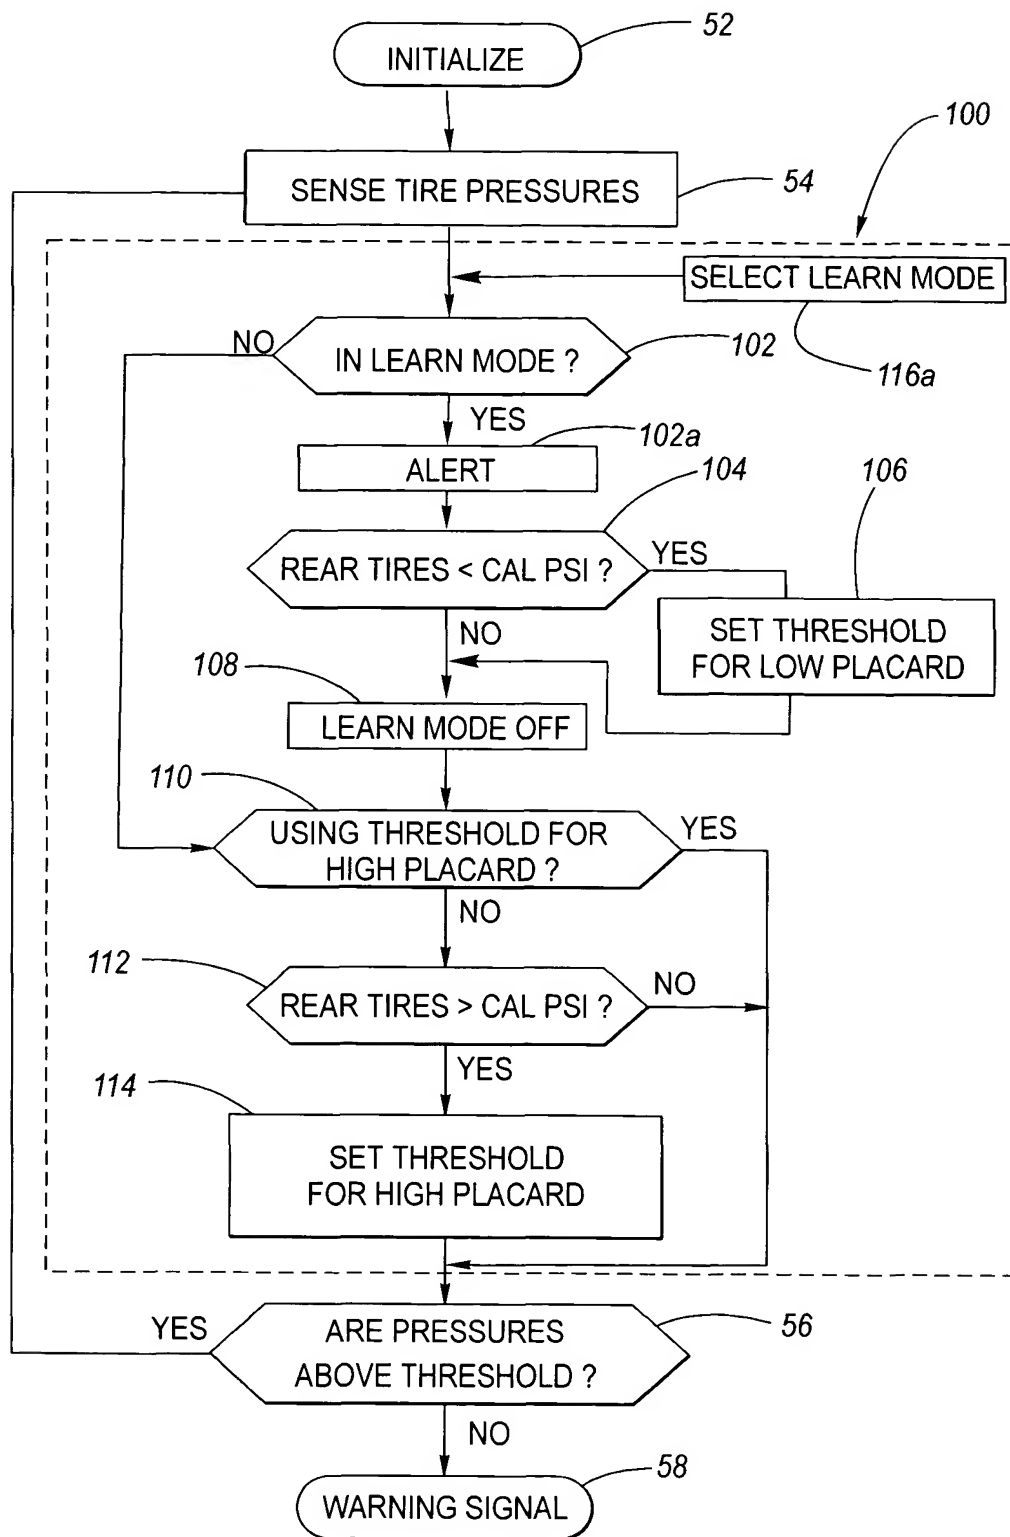 52
INITIALIZE
100
SENSE TIRE PRESSURES
54
SELECT LEARN MODE
NO
IN LEARN MODE ?
102
116a
YES
102a
ALERT
104
106
REAR TIRES < CAL PSI ?
YES
SET THRESHOLD
FOR LOW PLACARD
NO
108
LEARN MODE OFF
110
USING THRESHOLD FOR
HIGH PLACARD ?
YES
NO
112
REAR TIRES > CAL PSI ?
NO
YES
114
SET THRESHOLD
FOR HIGH PLACARD
YES
ARE PRESSURES
ABOVE THRESHOLD ?
56
NO
58
WARNING SIGNAL